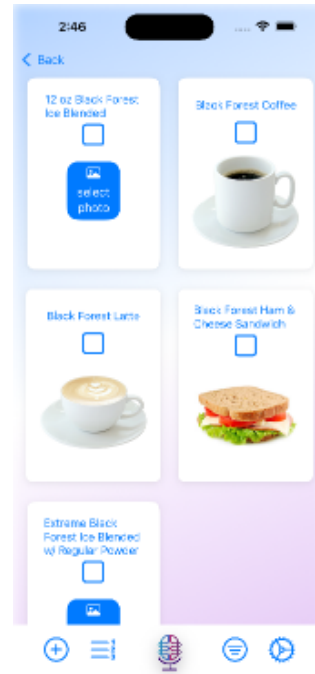 2:46
Back
12 oz Black Forest
Ice Blended
select
photo
Black Forest Coffee
Black Forest Latte
Black Forest Ham &
Cheese Sandwich
Extreme Black
Forest Ice Blended
w/ Regular Powder